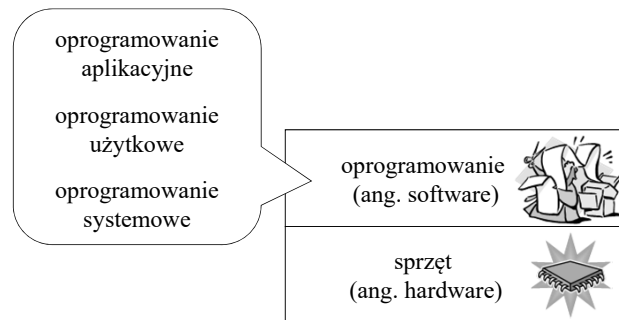 oprogramowanie
aplikacyjne
oprogramowanie
użytkowe
oprogramowanie
systemowe
oprogramowanie
(ang. software)
sprzęt
(ang. hardware)